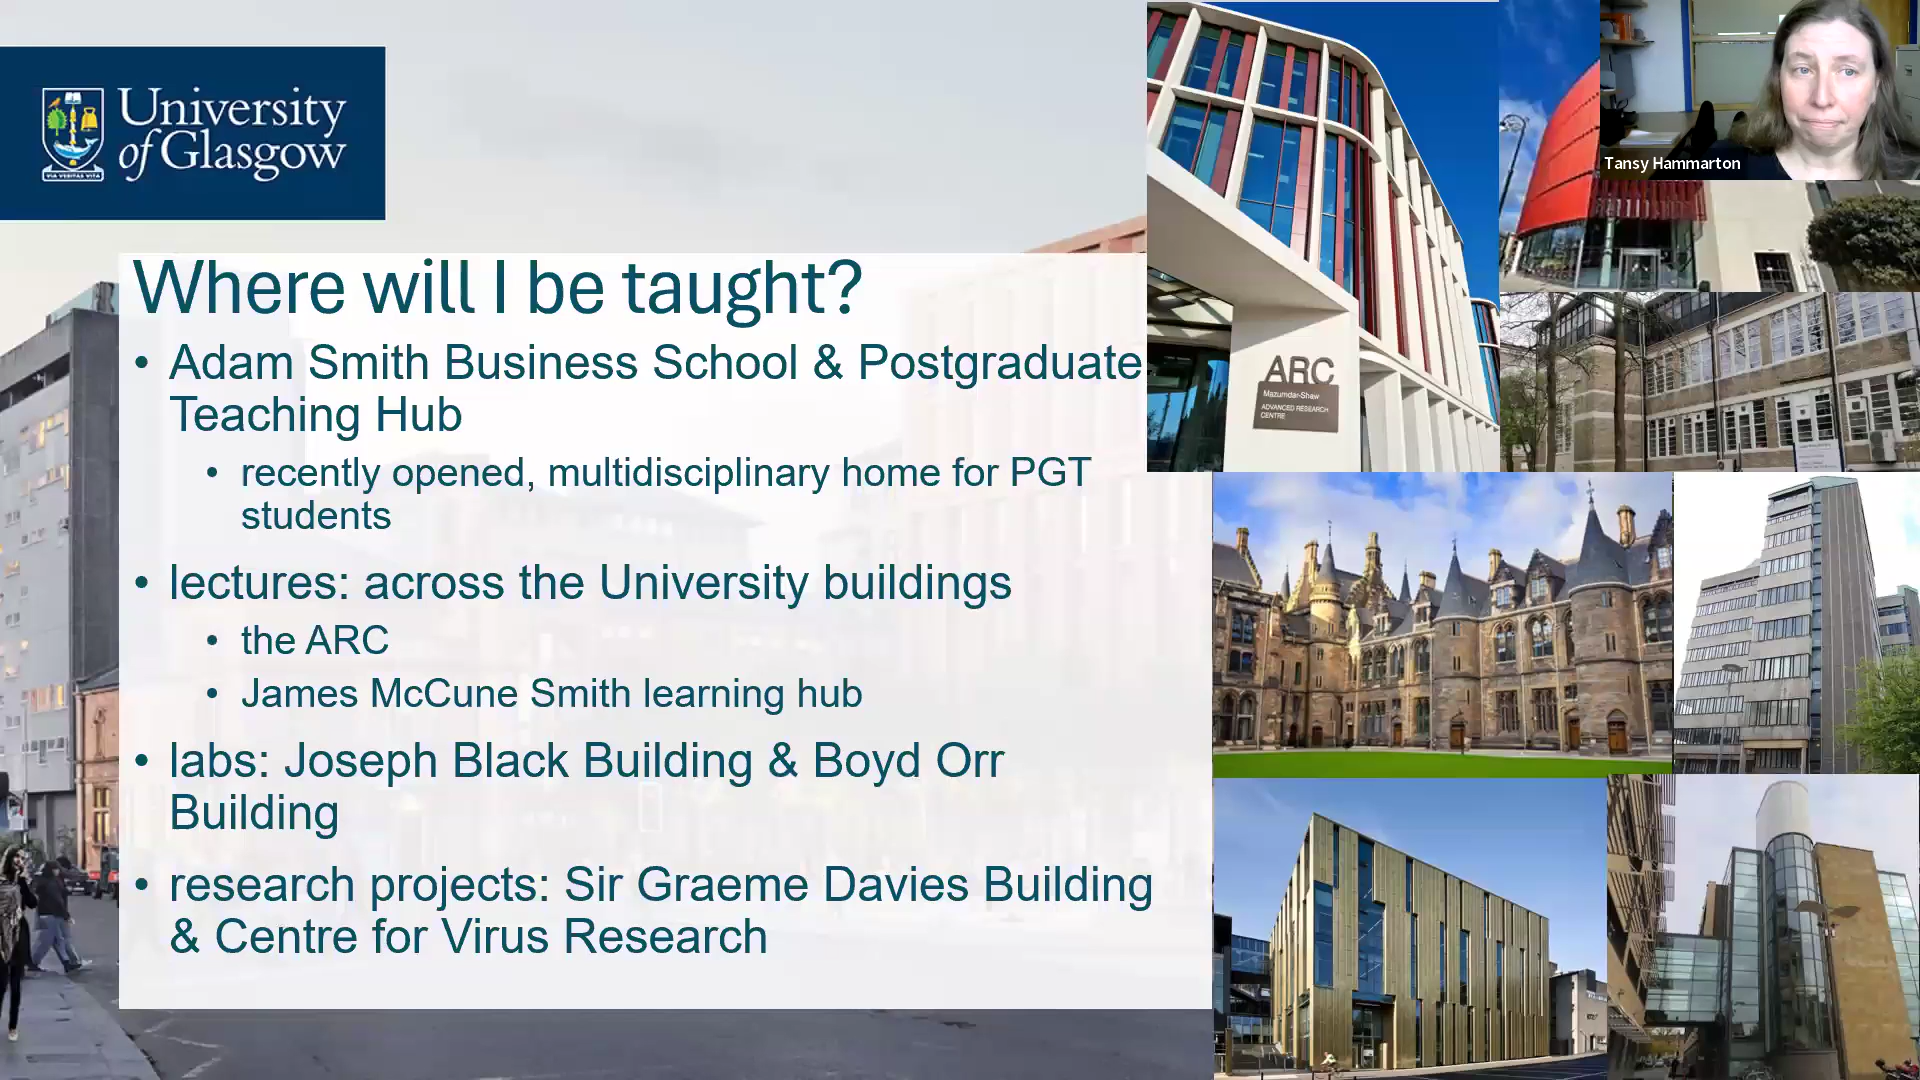 University
of Glasgow
VIA VERITAS VITA
Where will I be taught?
• Adam Smith Business School & Postgraduate
Teaching Hub
• recently opened, multidisciplinary home for PGT
students
• lectures: across the University buildings
• the ARC
• James McCune Smith learning hub
• labs: Joseph Black Building & Boyd Orr
Building
• research projects: Sir Graeme Davies Building
& Centre for Virus Research
ARC
Mazumdar-Shaw
ADVANCED RESEARCH
CENTRE
Tansy Hammarton